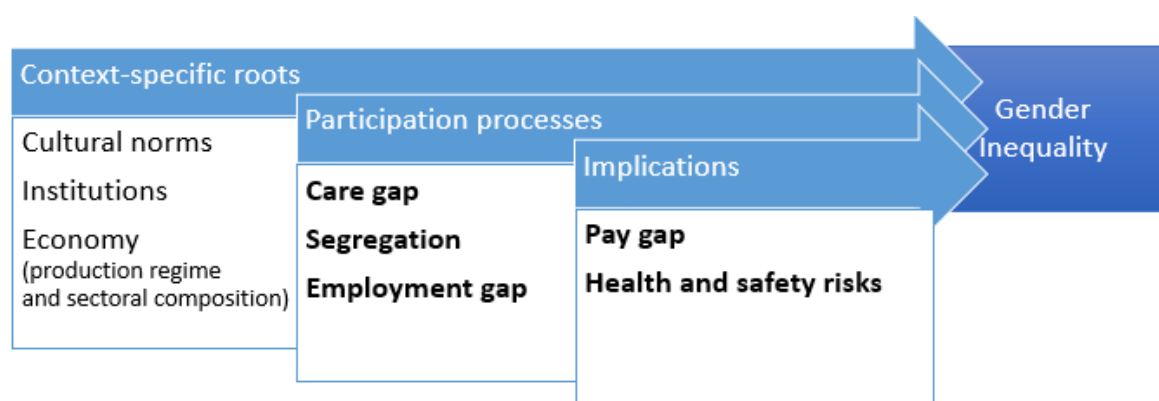 Context-specific roots
Cultural norms
Institutions
Economy
(production regime
and sectoral composition)
Participation processes
Care gap
Segregation
Employment gap
Implications
Pay gap
Health and safety risks
Gender
Inequality